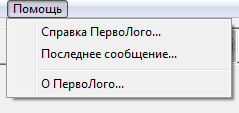 Помощь
Справка ПервоЛого...
Последнее сообщение...
О ПервоЛого...